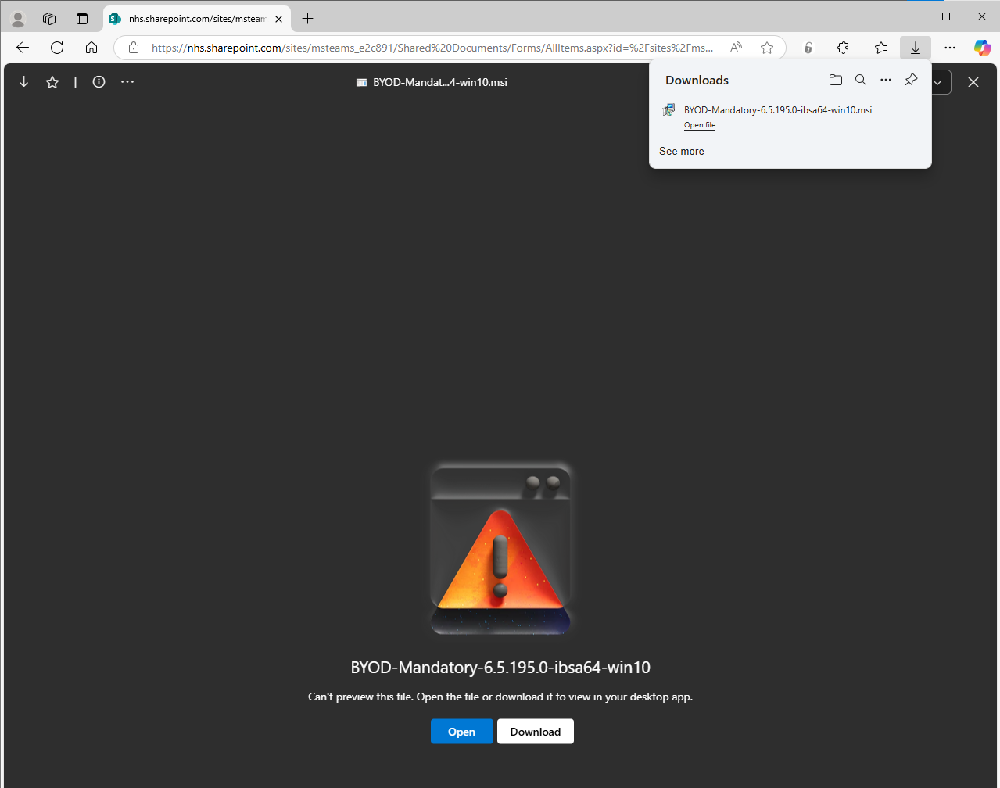 nhs.sharepoint.com/sites/msteam
https://nhs.sharepoint.com/sites/msteams_e2c891/Shared%20Documents/Forms/AllItems.aspx?id=%2Fsites%2Fms...
BYOD-Mandat...4-win10.msi
Downloads
BYOD-Mandatory-6.5.195.0-ibsa64-win10.msi
Open file
See more
BYOD-Mandatory-6.5.195.0-ibsa64-win10
Can't preview this file. Open the file or download it to view in your desktop app.
Open
Download